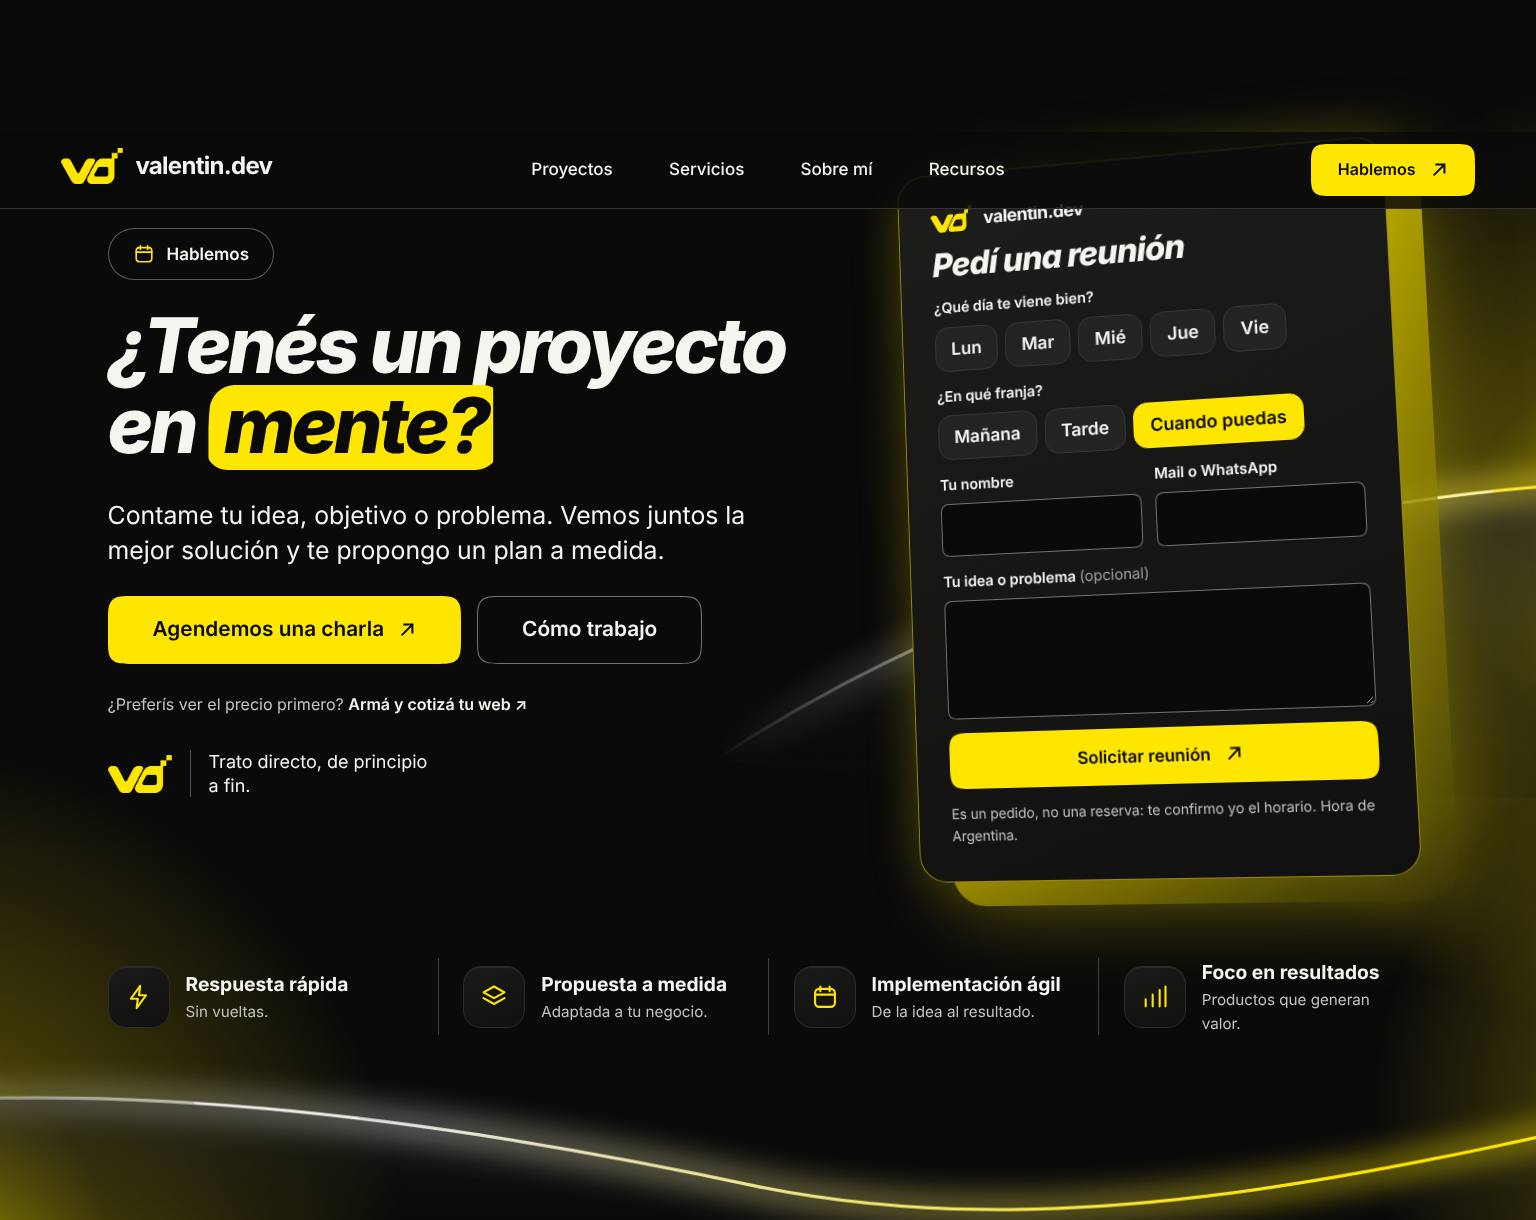 vd valentin.dev
Proyectos
Servicios
Sobre mí
Recursos
Hablemos
Hablemos
¿Tenés un proyecto
en mente?
Contame tu idea, objetivo o problema. Vemos juntos la
mejor solución y te propongo un plan a medida.
Agendemos una charla
Cómo trabajo
¿Preferís ver el precio primero? Armá y cotizá tu web
vd
Trato directo, de principio
a fin.
vd valentin.dev
Pedí una reunión
¿Qué día te viene bien?
Lun
Mar
Mié
Jue
Vie
¿En qué franja?
Mañana
Tarde
Cuando puedas
Tu nombre
Mail o WhatsApp
Tu idea o problema (opcional)
Solicitar reunión
Es un pedido, no una reserva: te confirmo yo el horario. Hora de
Argentina.
Respuesta rápida
Sin vueltas.
Propuesta a medida
Adaptada a tu negocio.
Implementación ágil
De la idea al resultado.
Foco en resultados
Productos que generan
valor.